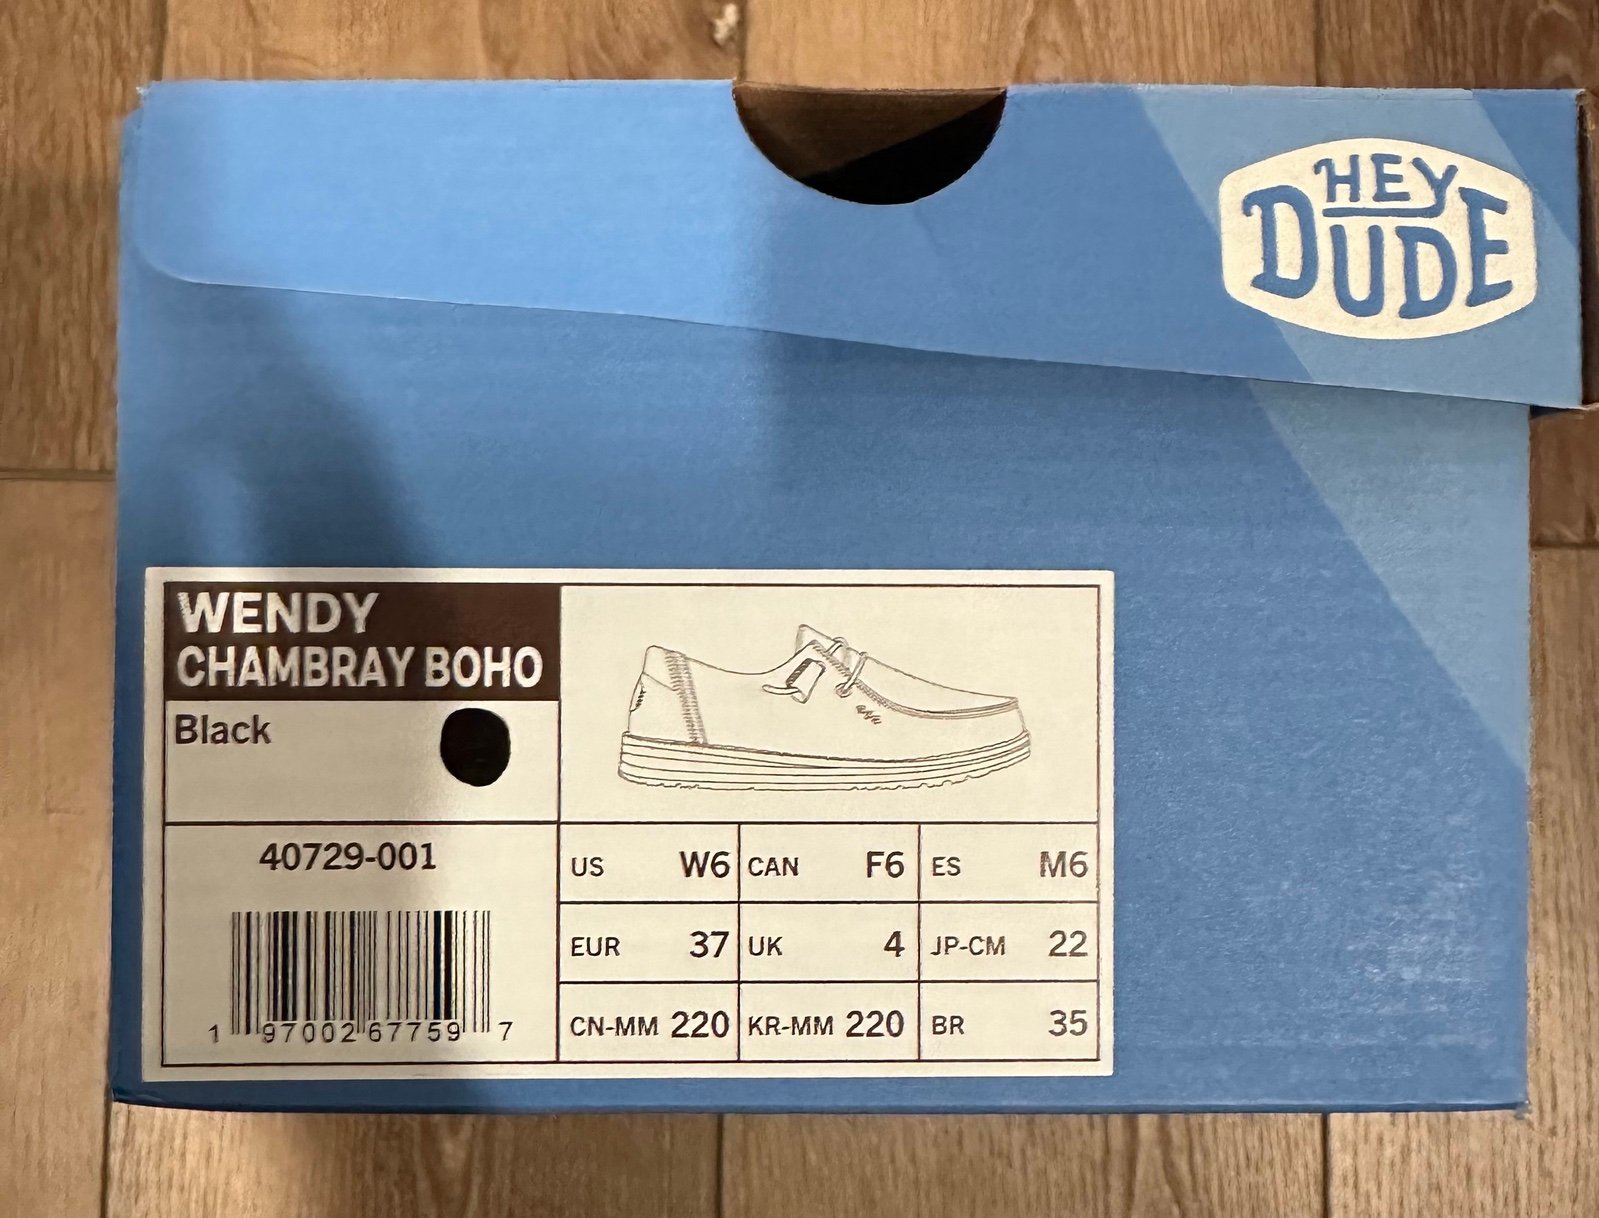 HEY
DUDE
WENDY
CHAMBRAY BOHO
Black
40729-001
1 97002 67759 7
US W6 CAN F6 ES M6
EUR 37 UK 4 JP-CM 22
CN-MM 220 KR-MM 220 BR 35